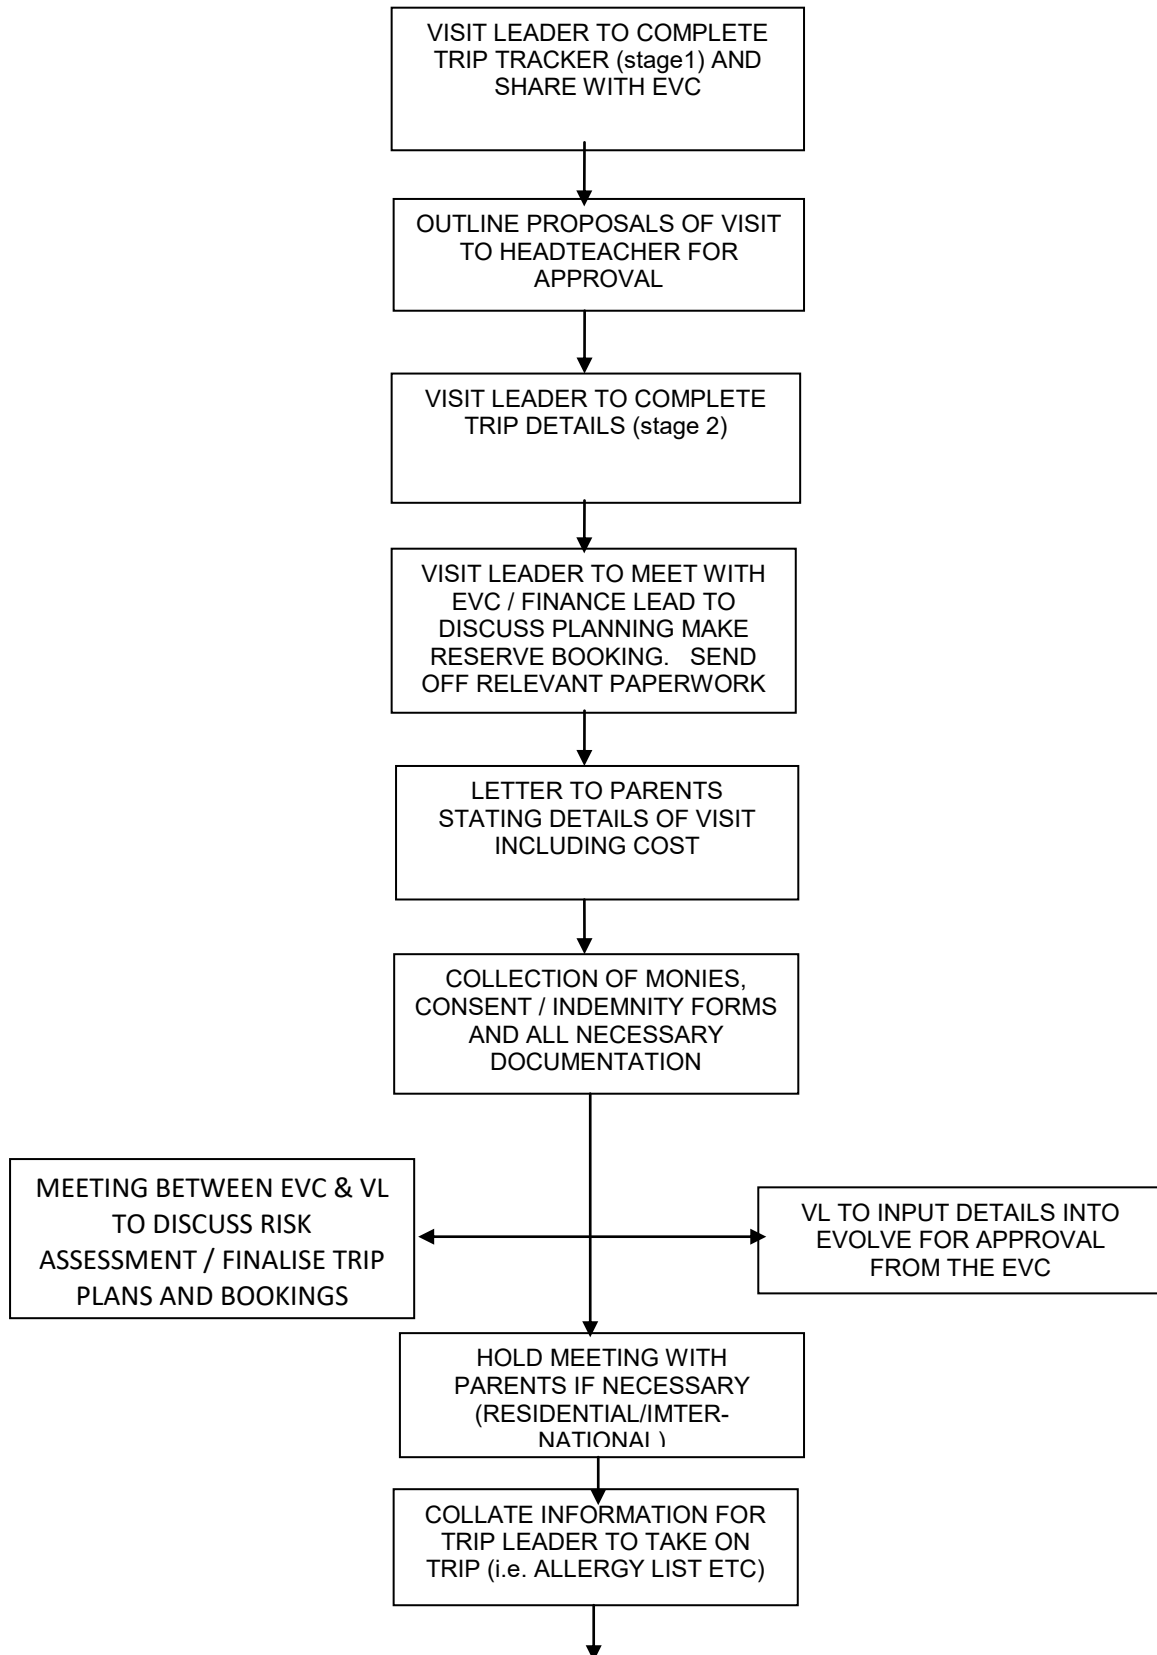 VISIT LEADER TO COMPLETE
TRIP TRACKER (stage1) AND
SHARE WITH EVC
OUTLINE PROPOSALS OF VISIT
TO HEADTEACHER FOR
APPROVAL
VISIT LEADER TO COMPLETE
TRIP DETAILS (stage 2)
VISIT LEADER TO MEET WITH
EVC / FINANCE LEAD TO
DISCUSS PLANNING MAKE
RESERVE BOOKING. SEND
OFF RELEVANT PAPERWORK
LETTER TO PARENTS
STATING DETAILS OF VISIT
INCLUDING COST
COLLECTION OF MONIES,
CONSENT / INDEMNITY FORMS
AND ALL NECESSARY
DOCUMENTATION
MEETING BETWEEN EVC & VL
TO DISCUSS RISK
ASSESSMENT / FINALISE TRIP
PLANS AND BOOKINGS
VL TO INPUT DETAILS INTO
EVOLVE FOR APPROVAL
FROM THE EVC
HOLD MEETING WITH
PARENTS IF NECESSARY
(RESIDENTIAL/IMTER-
NATIONAL)
COLLATE INFORMATION FOR
TRIP LEADER TO TAKE ON
TRIP (i.e. ALLERGY LIST ETC)